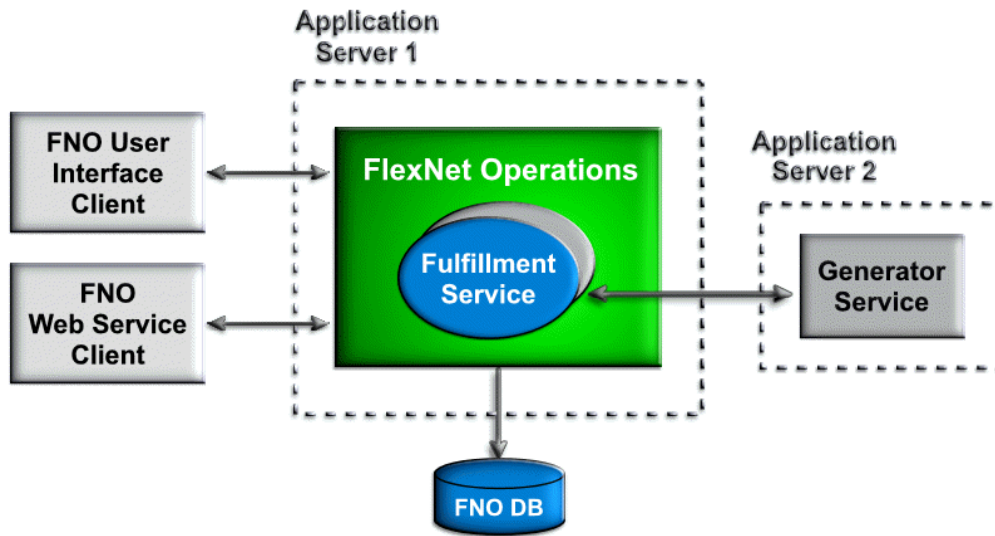 Application
Server 1
FNO User
Interface
Client
FlexNet Operations
Application
Server 2
Fulfillment
Service
Generator
Service
FNO
Web Service
Client
FNO DB